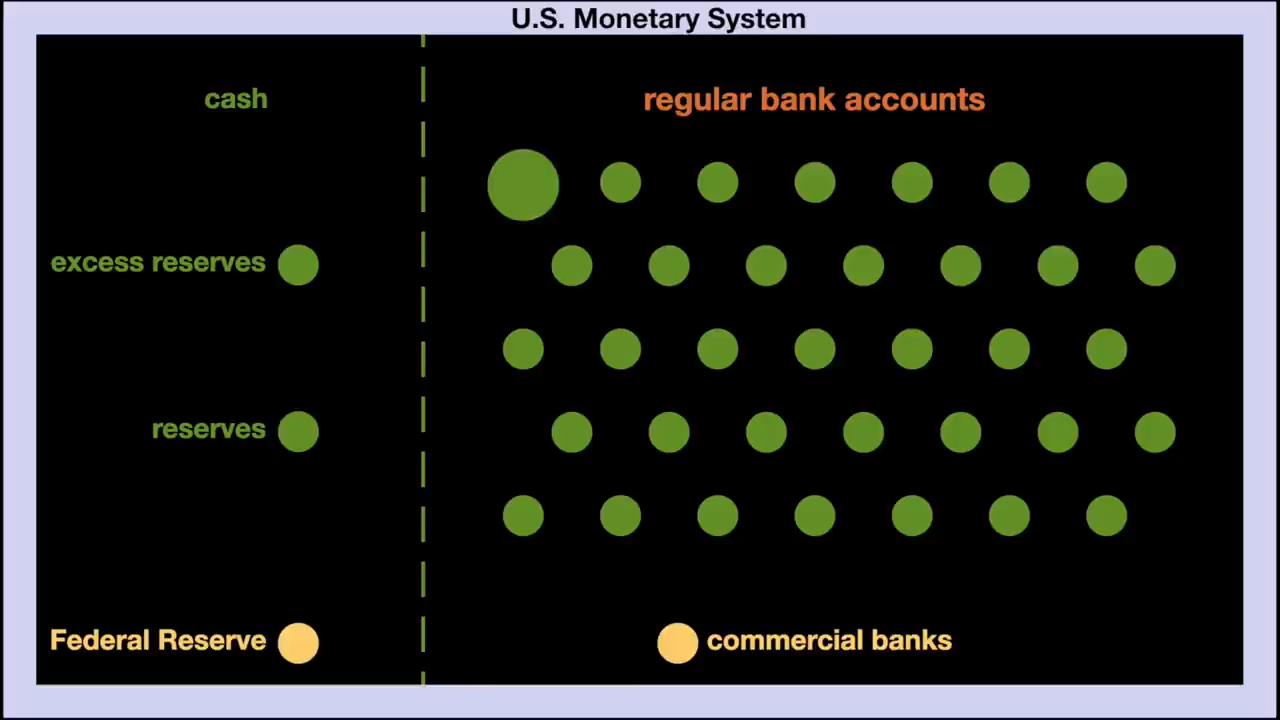 U.S. Monetary System
cash
regular bank accounts
excess reserves
reserves
Federal Reserve
commercial banks